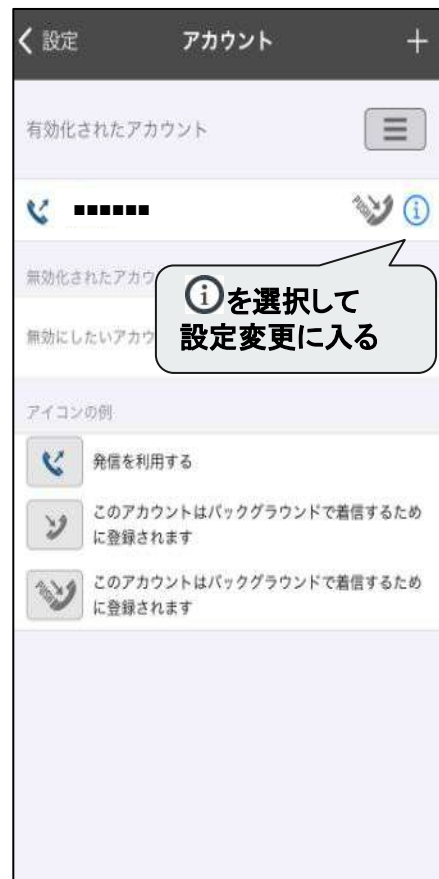 設定 アカウント +
有効化されたアカウント
■■■■■■ PUSH
無効化されたアカウ
ⓘを選択して
設定変更に入る
無効にしたいアカウ
アイコンの例
発信を利用する
このアカウントはバックグラウンドで着信するため
に登録されます
PUSH
このアカウントはバックグラウンドで着信するため
に登録されます